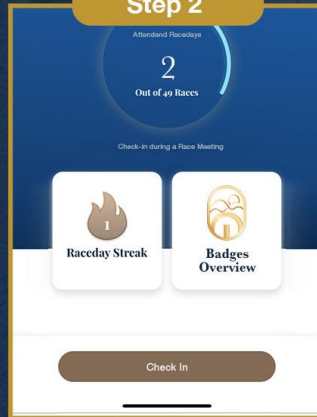 Step 2
Attendend Racedays
2
Out of 49 Races
Check-in during a Race Meeting
1
Raceday Streak
Badges
Overview
Check In